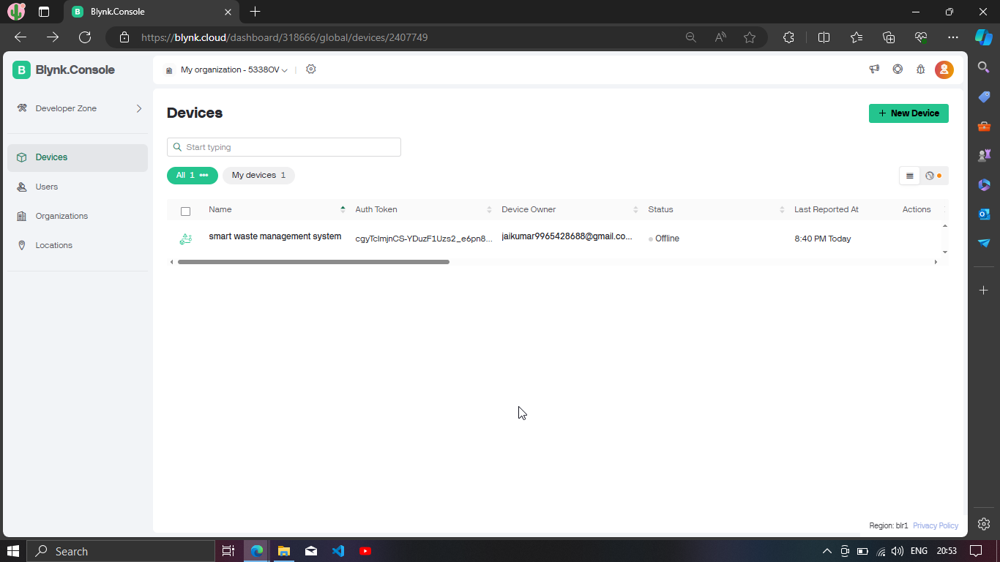 Blynk.Console
https://blynk.cloud/dashboard/318666/global/devices/2407749
B Blynk.Console
My organization - 5338OV
Developer Zone
Devices
Users
Organizations
Locations
Devices
+ New Device
Start typing
All 1 •••
My devices 1
Name Auth Token Device Owner Status Last Reported At Actions
smart waste management system cgyTclmjnCS-YDuzF1Uzs2_e6pn8... jaikumar9965428688@gmail.co... Offline 8:40 PM Today
Region: blr1 Privacy Policy
Search
ENG 20:53